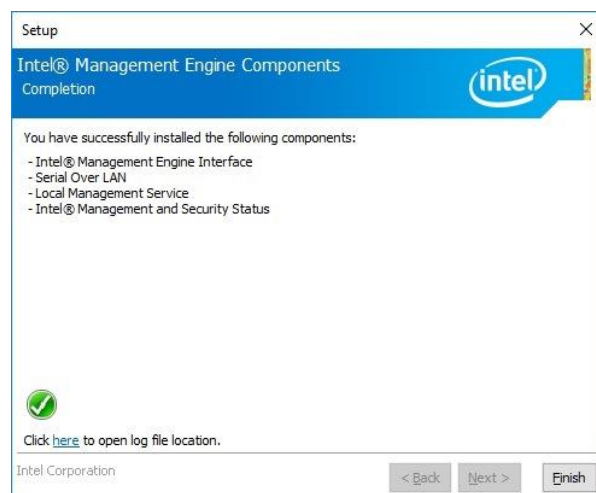 Setup
Intel® Management Engine Components
Completion
intel
You have successfully installed the following components:
- Intel® Management Engine Interface
- Serial Over LAN
- Local Management Service
- Intel® Management and Security Status
Click here to open log file location.
Intel Corporation
< Back Next > Finish